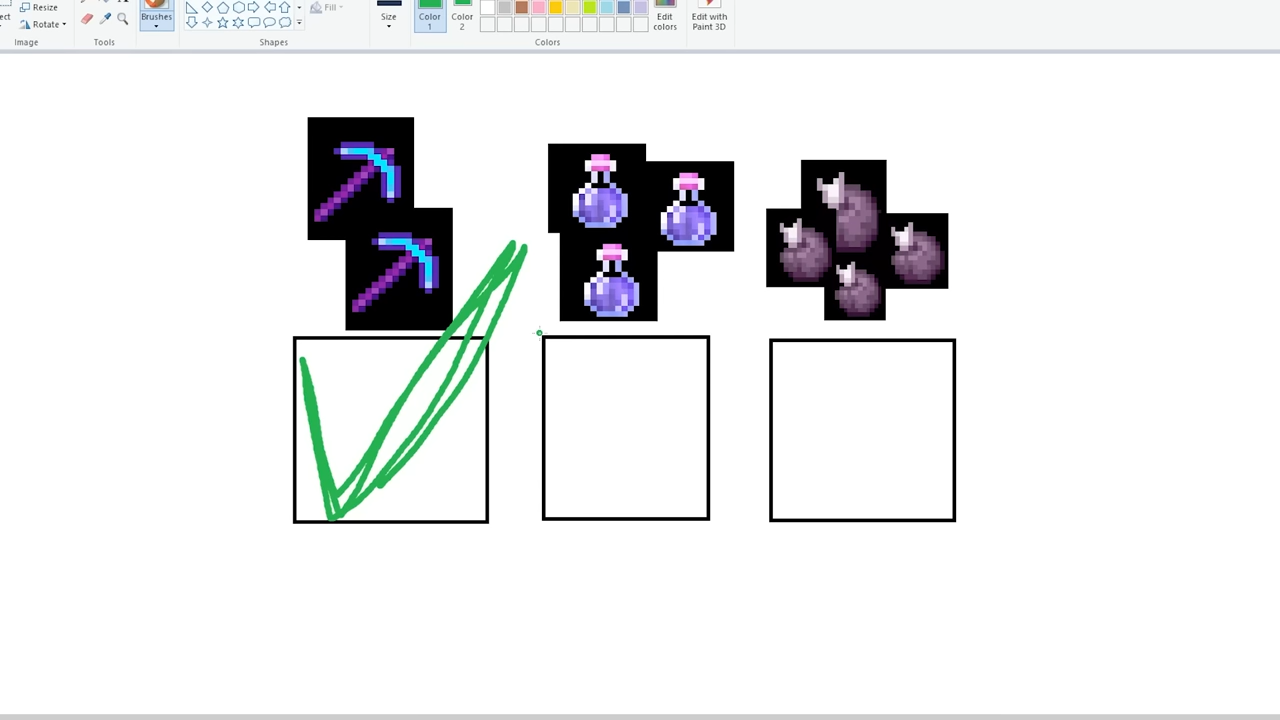 Resize
Rotate
Image
Tools
Brushes
Shapes
Fill
Size
Color 1
Color 2
Edit colors
Edit with Paint 3D
Colors